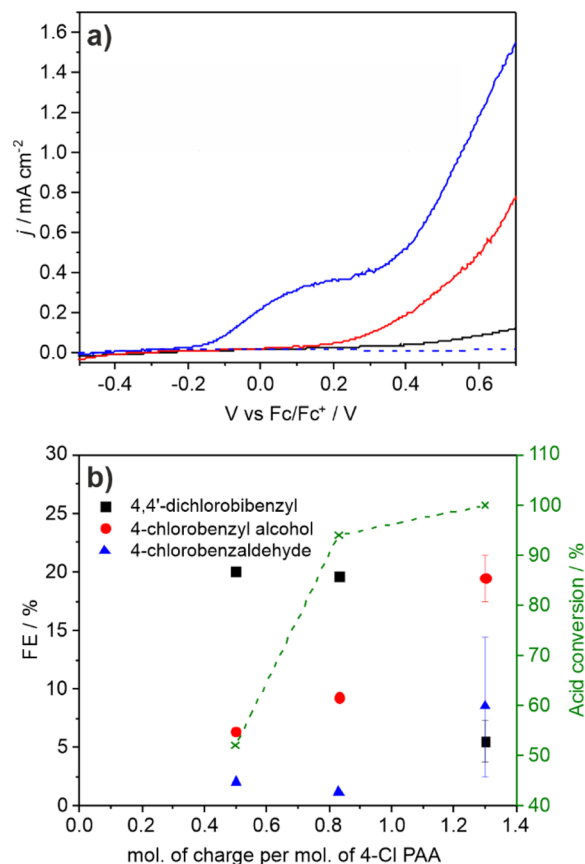 a)
1.6
1.4
1.2
1.0
0.8
0.6
0.4
0.2
0.0
j / mA cm⁻²
-0.4 -0.2 0.0 0.2 0.4 0.6
V vs Fc/Fc⁺ / V
b)
30
25
20
15
10
5
0
FE / %
4,4'-dichlorobibenzyl
4-chlorobenzyl alcohol
4-chlorobenzaldehyde
110
100
90
80
70
60
50
40
Acid conversion / %
0.0 0.2 0.4 0.6 0.8 1.0 1.2 1.4
mol. of charge per mol. of 4-Cl PAA